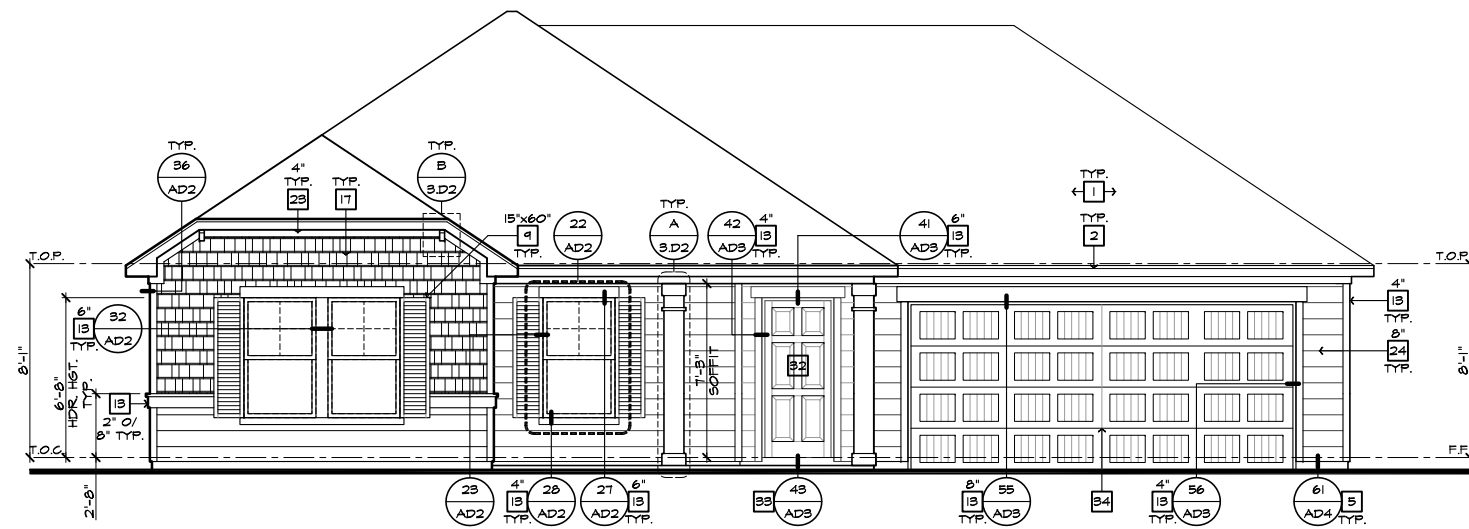 TYP.
36
AD2
4"
TYP.
23
TYP.
17
TYP.
B
3.D2
15"x60"
9
TYP.
22
AD2
TYP.
A
3.D2
42
AD3
4"
13
TYP.
41
AD3
6"
13
TYP.
TYP.
1
TYP.
2
T.O.P.
T.O.P.
6"
13
TYP.
32
AD2
8'-1"
6'-8"
HDR. HGT.
TYP.
13
2" O/
8" TYP.
2'-8"
T.O.C.
7'-3"
SOFFIT
32
4"
13
TYP.
8"
24
TYP.
8'-1"
F.F.
23
AD2
4"
13
TYP.
28
AD2
27
AD2
6"
13
TYP.
33
43
AD3
8"
13
TYP.
55
AD3
34
4"
13
TYP.
56
AD3
61
AD4
5
TYP.